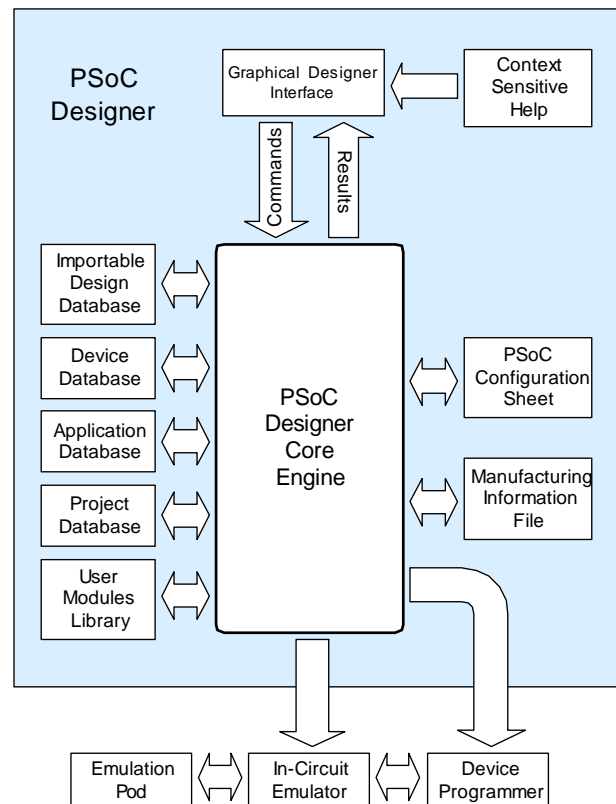 PSoC
Designer
Graphical Designer
Interface
Context
Sensitive
Help
Commands
Results
Importable
Design
Database
Device
Database
Application
Database
Project
Database
User
Modules
Library
PSoC
Designer
Core
Engine
PSoC
Configuration
Sheet
Manufacturing
Information
File
Emulation
Pod
In-Circuit
Emulator
Device
Programmer